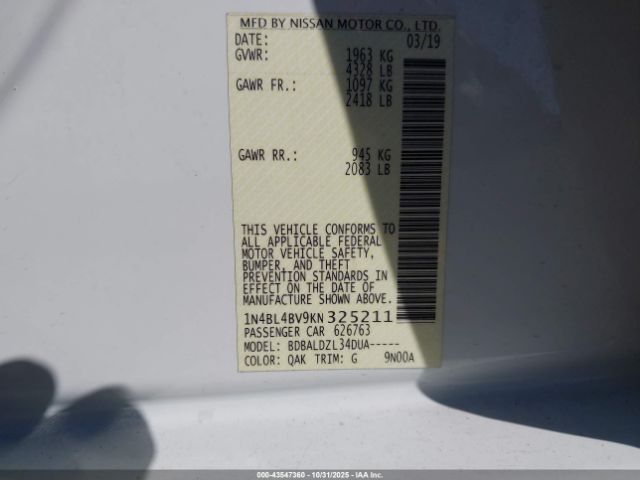 MFD BY NISSAN MOTOR CO., LTD.
DATE: 03/19
GVWR: 1963 KG
4328 LB
GAWR FR.: 1097 KG
2418 LB
GAWR RR.: 945 KG
2083 LB
THIS VEHICLE CONFORMS TO
ALL APPLICABLE FEDERAL
MOTOR VEHICLE SAFETY,
BUMPER, AND THEFT
PREVENTION STANDARDS IN
EFFECT ON THE DATE OF
MANUFACTURE SHOWN ABOVE.
1N4BL4BV9KN325211
PASSENGER CAR 626763
MODEL: BDBALDZL34DUA-----
COLOR: QAK TRIM: G 9N00A
000-43547360 - 10/31/2025 - IAA Corp.